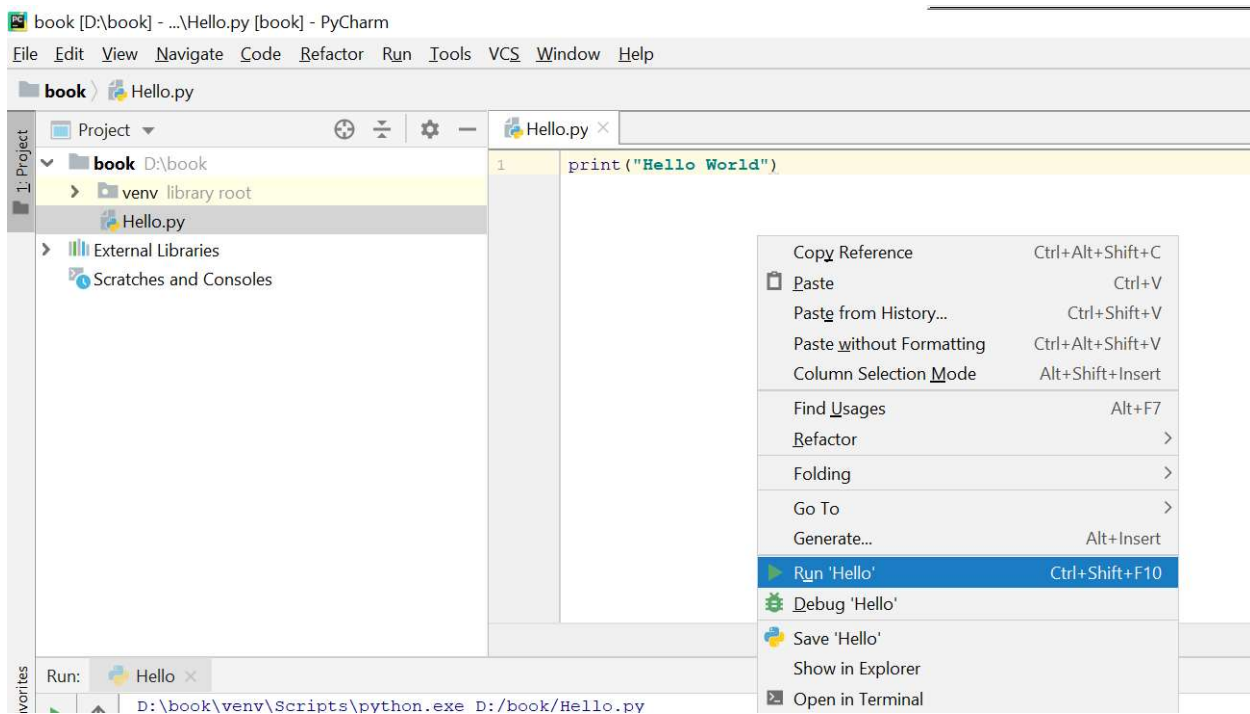 book [D:\book] - ...\Hello.py [book] - PyCharm
File Edit View Navigate Code Refactor Run Tools VCS Window Help
book Hello.py
1: Project
Project
Hello.py
book D:\book
venv library root
Hello.py
External Libraries
Scratches and Consoles
1 print("Hello World")
Copy Reference Ctrl+Alt+Shift+C
Paste Ctrl+V
Paste from History... Ctrl+Shift+V
Paste without Formatting Ctrl+Alt+Shift+V
Column Selection Mode Alt+Shift+Insert
Find Usages Alt+F7
Refactor
Folding
Go To
Generate... Alt+Insert
Run 'Hello' Ctrl+Shift+F10
Debug 'Hello'
Save 'Hello'
Show in Explorer
Open in Terminal
Run: Hello
D:\book\venv\Scripts\python.exe D:/book/Hello.py